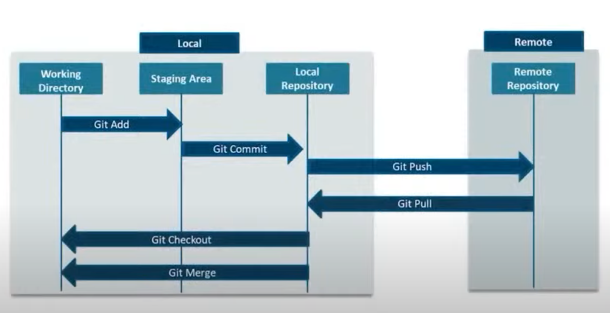 Local
Remote
Working
Directory
Staging Area
Local
Repository
Remote
Repository
Git Add
Git Commit
Git Push
Git Pull
Git Checkout
Git Merge